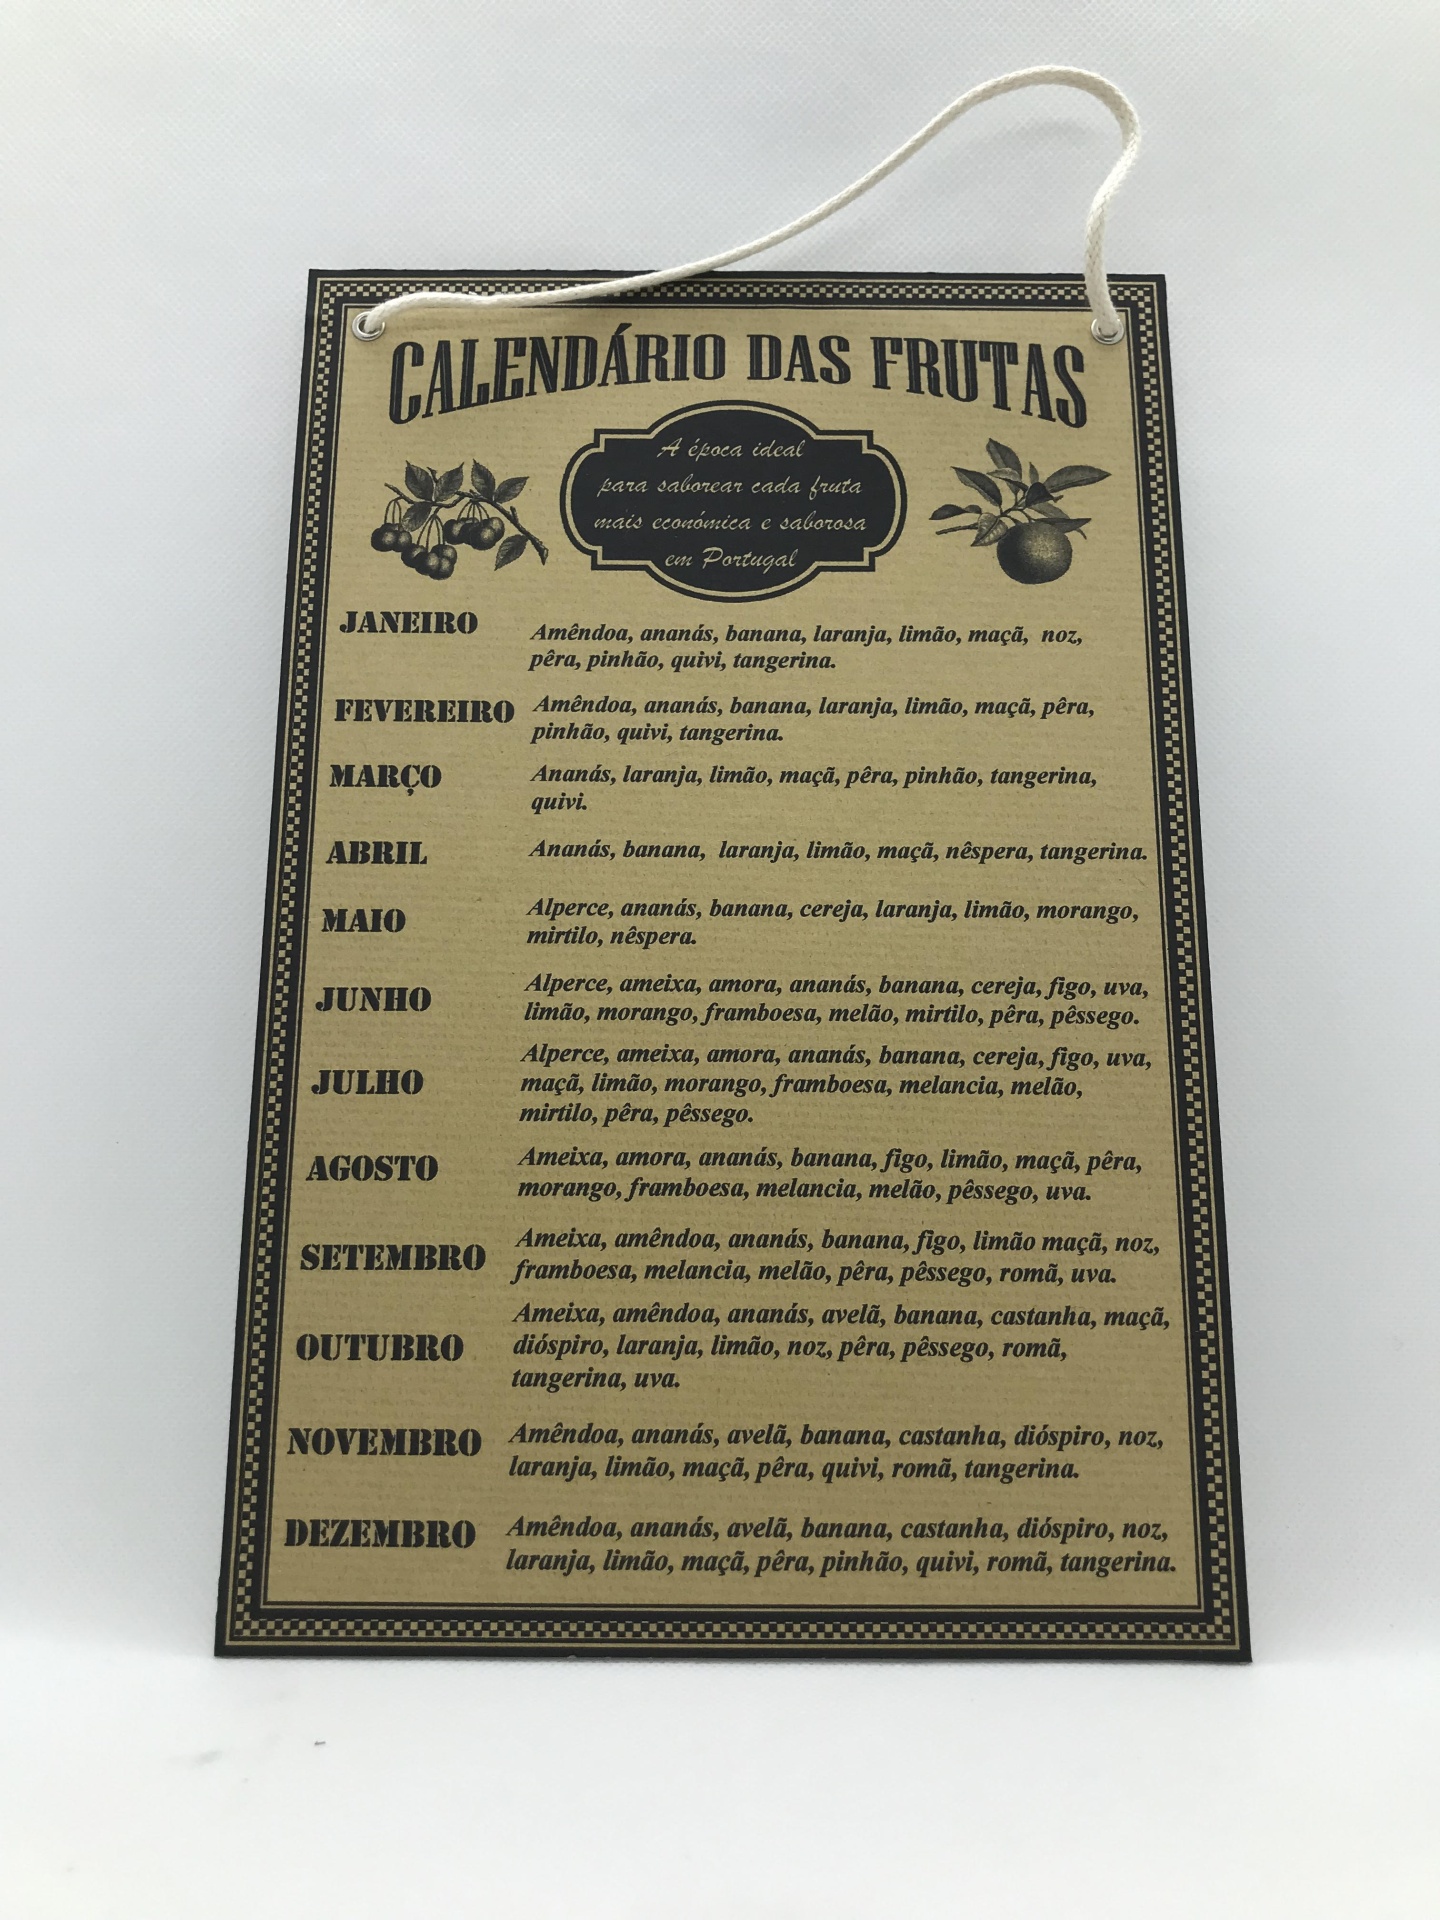 CALENDÁRIO DAS FRUTAS
A época ideal
para saborear cada fruta
mais económica e saborosa
em Portugal
JANEIRO
Amêndoa, ananás, banana, laranja, limão, maçã, noz,
pêra, pinhão, quivi, tangerina.
FEVEREIRO
Amêndoa, ananás, banana, laranja, limão, maçã, pêra,
pinhão, quivi, tangerina.
MARÇO
Ananás, laranja, limão, maçã, pêra, pinhão, tangerina,
quivi.
ABRIL
Ananás, banana, laranja, limão, maçã, nêspera, tangerina.
MAIO
Alperce, ananás, banana, cereja, laranja, limão, morango,
mirtilo, nêspera.
JUNHO
Alperce, ameixa, amora, ananás, banana, cereja, figo, uva,
limão, morango, framboesa, melão, mirtilo, pêra, pêssego.
JULHO
Alperce, ameixa, amora, ananás, banana, cereja, figo, uva,
maçã, limão, morango, framboesa, melancia, melão,
mirtilo, pêra, pêssego.
AGOSTO
Ameixa, amora, ananás, banana, figo, limão, maçã, pêra,
morango, framboesa, melancia, melão, pêssego, uva.
SETEMBRO
Ameixa, amêndoa, ananás, banana, figo, limão maçã, noz,
framboesa, melancia, melão, pêra, pêssego, romã, uva.
OUTUBRO
Ameixa, amêndoa, ananás, avelã, banana, castanha, maçã,
dióspiro, laranja, limão, noz, pêra, pêssego, romã,
tangerina, uva.
NOVEMBRO
Amêndoa, ananás, avelã, banana, castanha, dióspiro, noz,
laranja, limão, maçã, pêra, quivi, romã, tangerina.
DEZEMBRO
Amêndoa, ananás, avelã, banana, castanha, dióspiro, noz,
laranja, limão, maçã, pêra, pinhão, quivi, romã, tangerina.